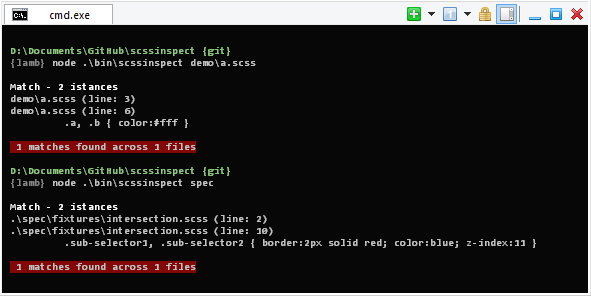 cmd.exe
D:\Documents\GitHub\scssinspect {git}
{lamb} node .\bin\scssinspect demo\a.scss
Match - 2 istances
demo\a.scss (line: 3)
demo\a.scss (line: 6)
.a, .b { color:#fff }
1 matches found across 1 files
D:\Documents\GitHub\scssinspect {git}
{lamb} node .\bin\scssinspect spec
Match - 2 istances
.\spec\fixtures\intersection.scss (line: 2)
.\spec\fixtures\intersection.scss (line: 10)
.sub-selector1, .sub-selector2 { border:2px solid red; color:blue; z-index:11 }
1 matches found across 1 files